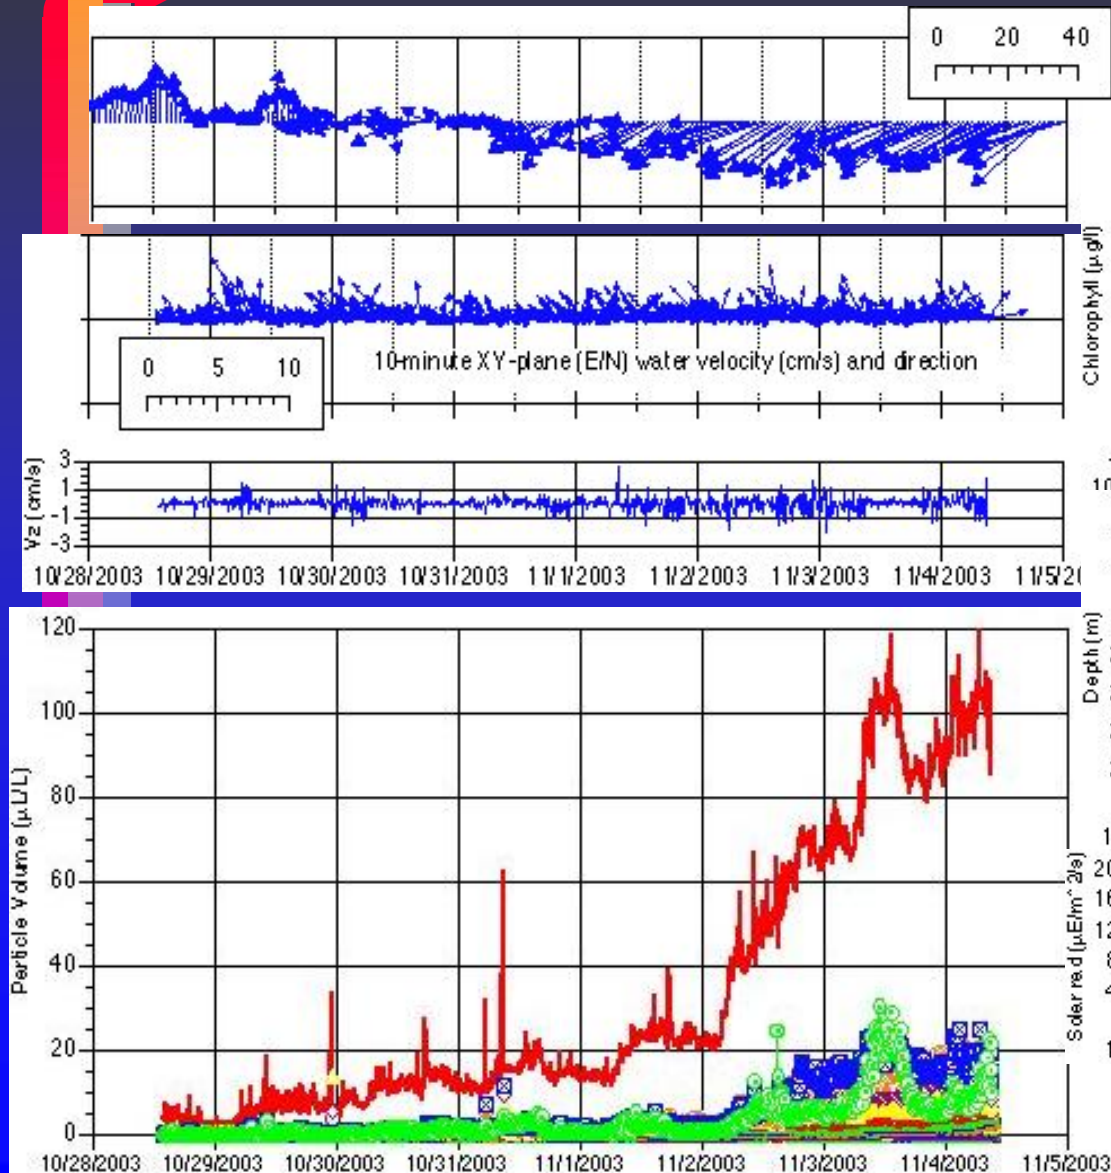 0 20 40
Chlorophyll (µg/l)
10-minute XY-plane (E/N) water velocity (cm/s) and direction
0 5 10
Vz (cm/s)
3
1
-1
-3
10/28/2003 10/29/2003 10/30/2003 10/31/2003 11/1/2003 11/2/2003 11/3/2003 11/4/2003
Particle Volume (µL/L)
120
100
80
60
40
20
0
10/28/2003 10/29/2003 10/30/2003 10/31/2003 11/1/2003 11/2/2003 11/3/2003 11/4/2003 11/5/2003
Depth (m)
Solar rad (µE/m^2/s)